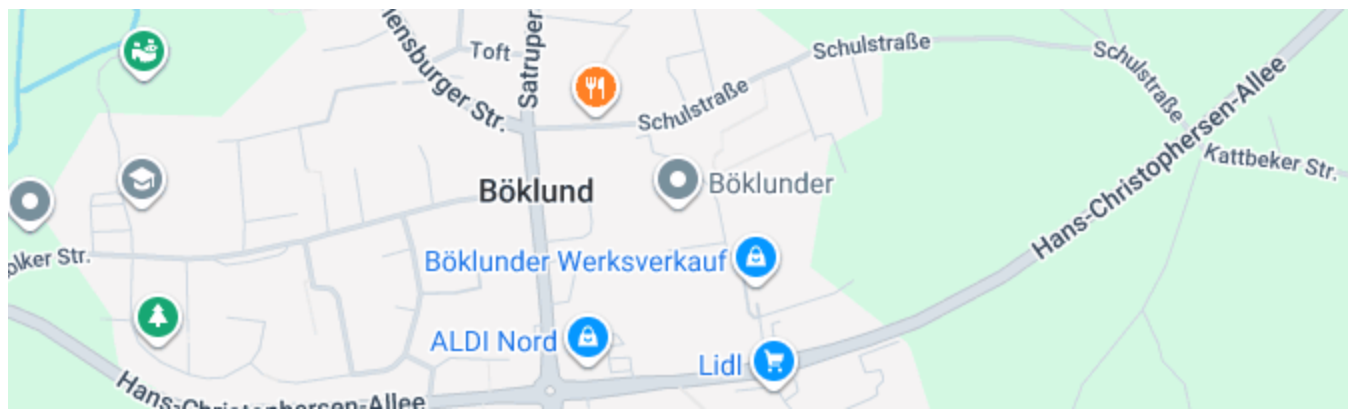 Toft
Satruper
lensburger Str.
Schulstraße
Schulstraße
Schulstraße
Hans-Christophersen-Allee
Kattbeker Str.
Böklund
Böklunder
olker Str.
Böklunder Werksverkauf
ALDI Nord
Lidl
Hans-Christophersen-Allee